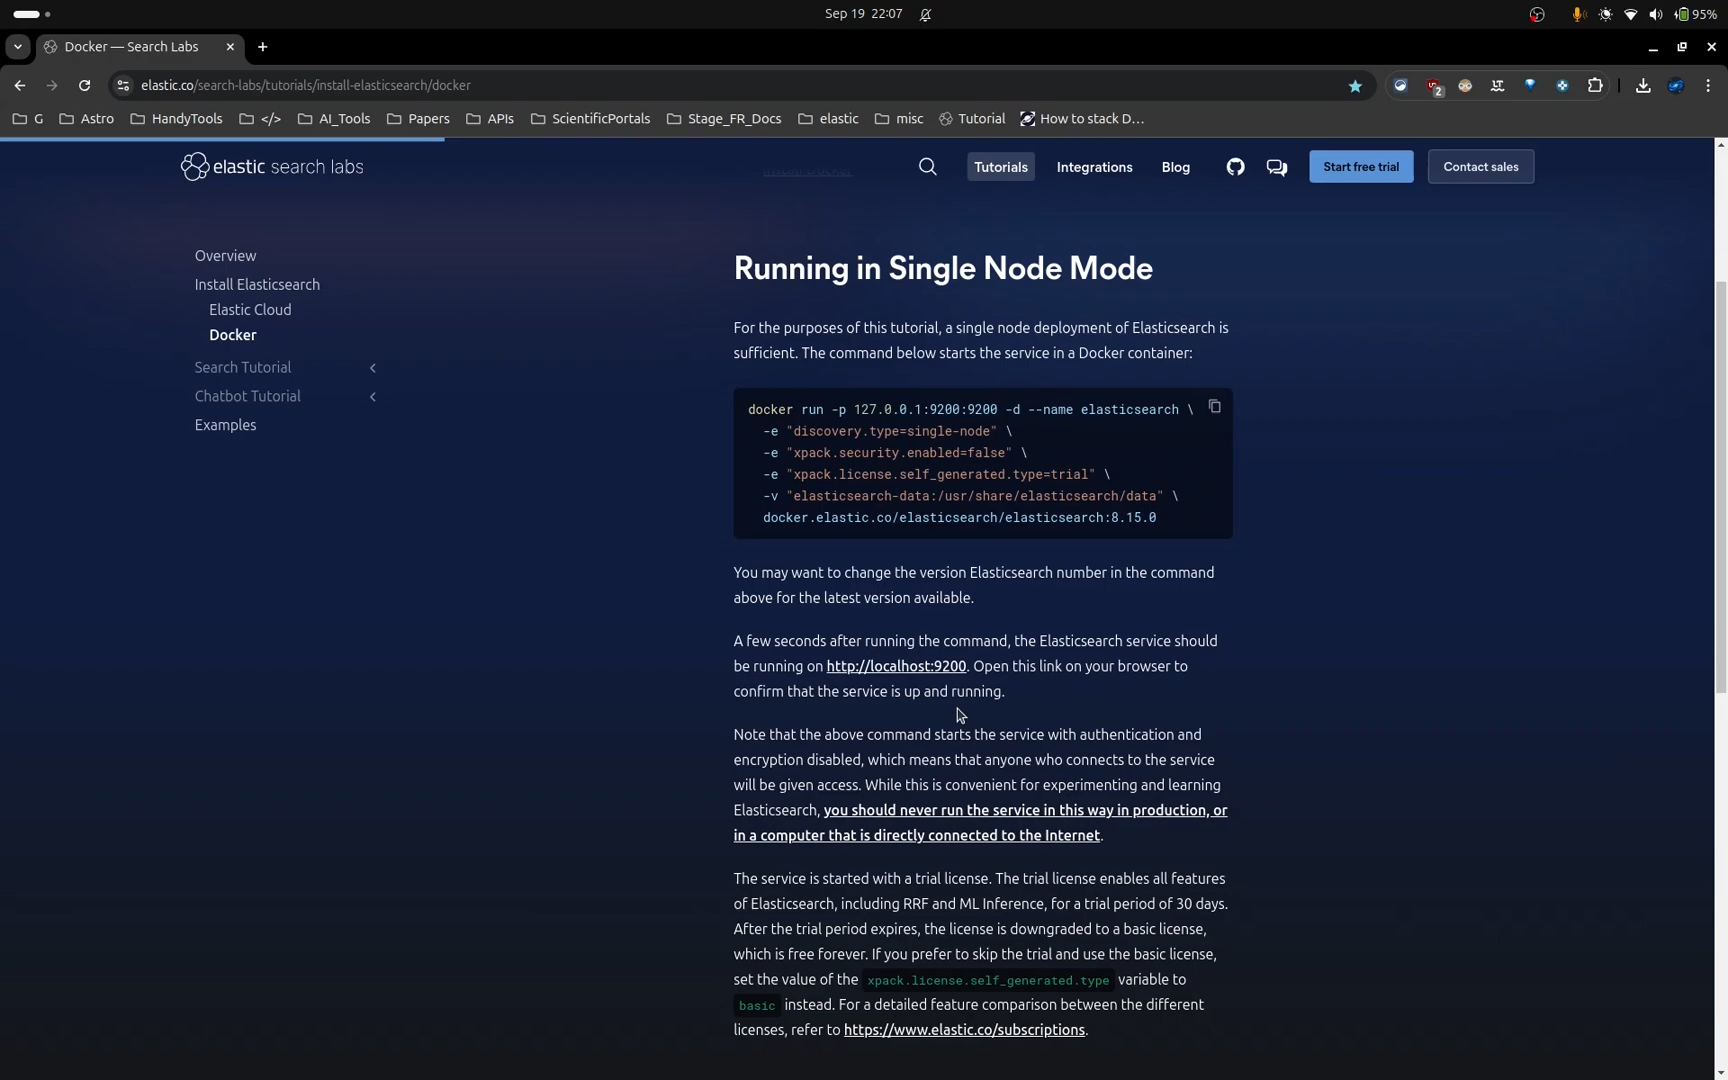 Sep 19 22:07
95%
Docker — Search Labs
elastic.co/search-labs/tutorials/install-elasticsearch/docker
2
G
Astro
HandyTools
</>
AI_Tools
Papers
APIs
ScientificPortals
Stage_FR_Docs
elastic
misc
Tutorial
How to stack D...
elastic search labs
Install Docker
Tutorials
Integrations
Blog
Start free trial
Contact sales
Overview
Install Elasticsearch
Elastic Cloud
Docker
Search Tutorial
Chatbot Tutorial
Examples
Running in Single Node Mode
For the purposes of this tutorial, a single node deployment of Elasticsearch is
sufficient. The command below starts the service in a Docker container:
docker run -p 127.0.0.1:9200:9200 -d --name elasticsearch \
-e "discovery.type=single-node" \
-e "xpack.security.enabled=false" \
-e "xpack.license.self_generated.type=trial" \
-v "elasticsearch-data:/usr/share/elasticsearch/data" \
docker.elastic.co/elasticsearch/elasticsearch:8.15.0
You may want to change the version Elasticsearch number in the command
above for the latest version available.
A few seconds after running the command, the Elasticsearch service should
be running on http://localhost:9200. Open this link on your browser to
confirm that the service is up and running.
Note that the above command starts the service with authentication and
encryption disabled, which means that anyone who connects to the service
will be given access. While this is convenient for experimenting and learning
Elasticsearch, you should never run the service in this way in production, or
in a computer that is directly connected to the Internet.
The service is started with a trial license. The trial license enables all features
of Elasticsearch, including RRF and ML Inference, for a trial period of 30 days.
After the trial period expires, the license is downgraded to a basic license,
which is free forever. If you prefer to skip the trial and use the basic license,
set the value of the xpack.license.self_generated.type variable to
basic instead. For a detailed feature comparison between the different
licenses, refer to https://www.elastic.co/subscriptions.